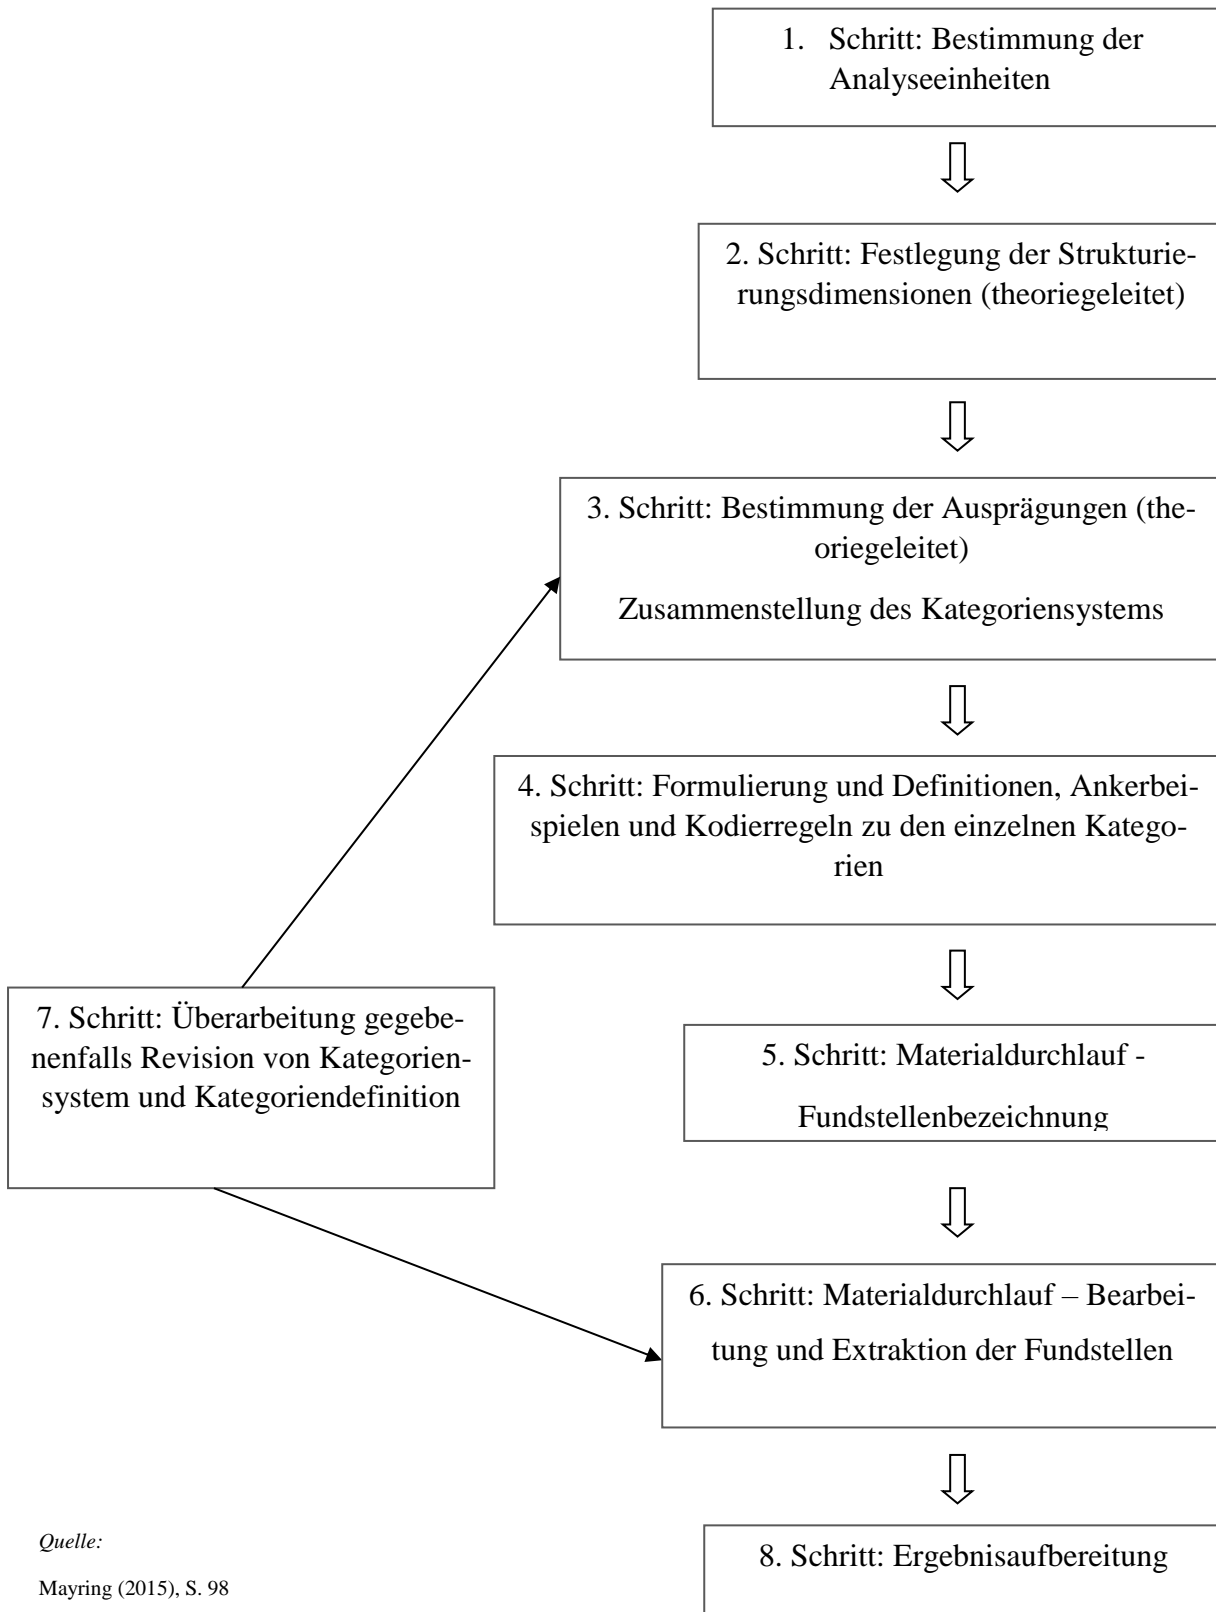 1. Schritt: Bestimmung der
Analyseeinheiten
2. Schritt: Festlegung der Strukturie-
rungsdimensionen (theoriegeleitet)
3. Schritt: Bestimmung der Ausprägungen (the-
oriegeleitet)
Zusammenstellung des Kategoriensystems
4. Schritt: Formulierung und Definitionen, Ankerbei-
spielen und Kodierregeln zu den einzelnen Katego-
rien
7. Schritt: Überarbeitung gegebe-
nenfalls Revision von Kategorien-
system und Kategoriendefinition
5. Schritt: Materialdurchlauf -
Fundstellenbezeichnung
6. Schritt: Materialdurchlauf – Bearbei-
tung und Extraktion der Fundstellen
8. Schritt: Ergebnisaufbereitung
Quelle:
Mayring (2015), S. 98